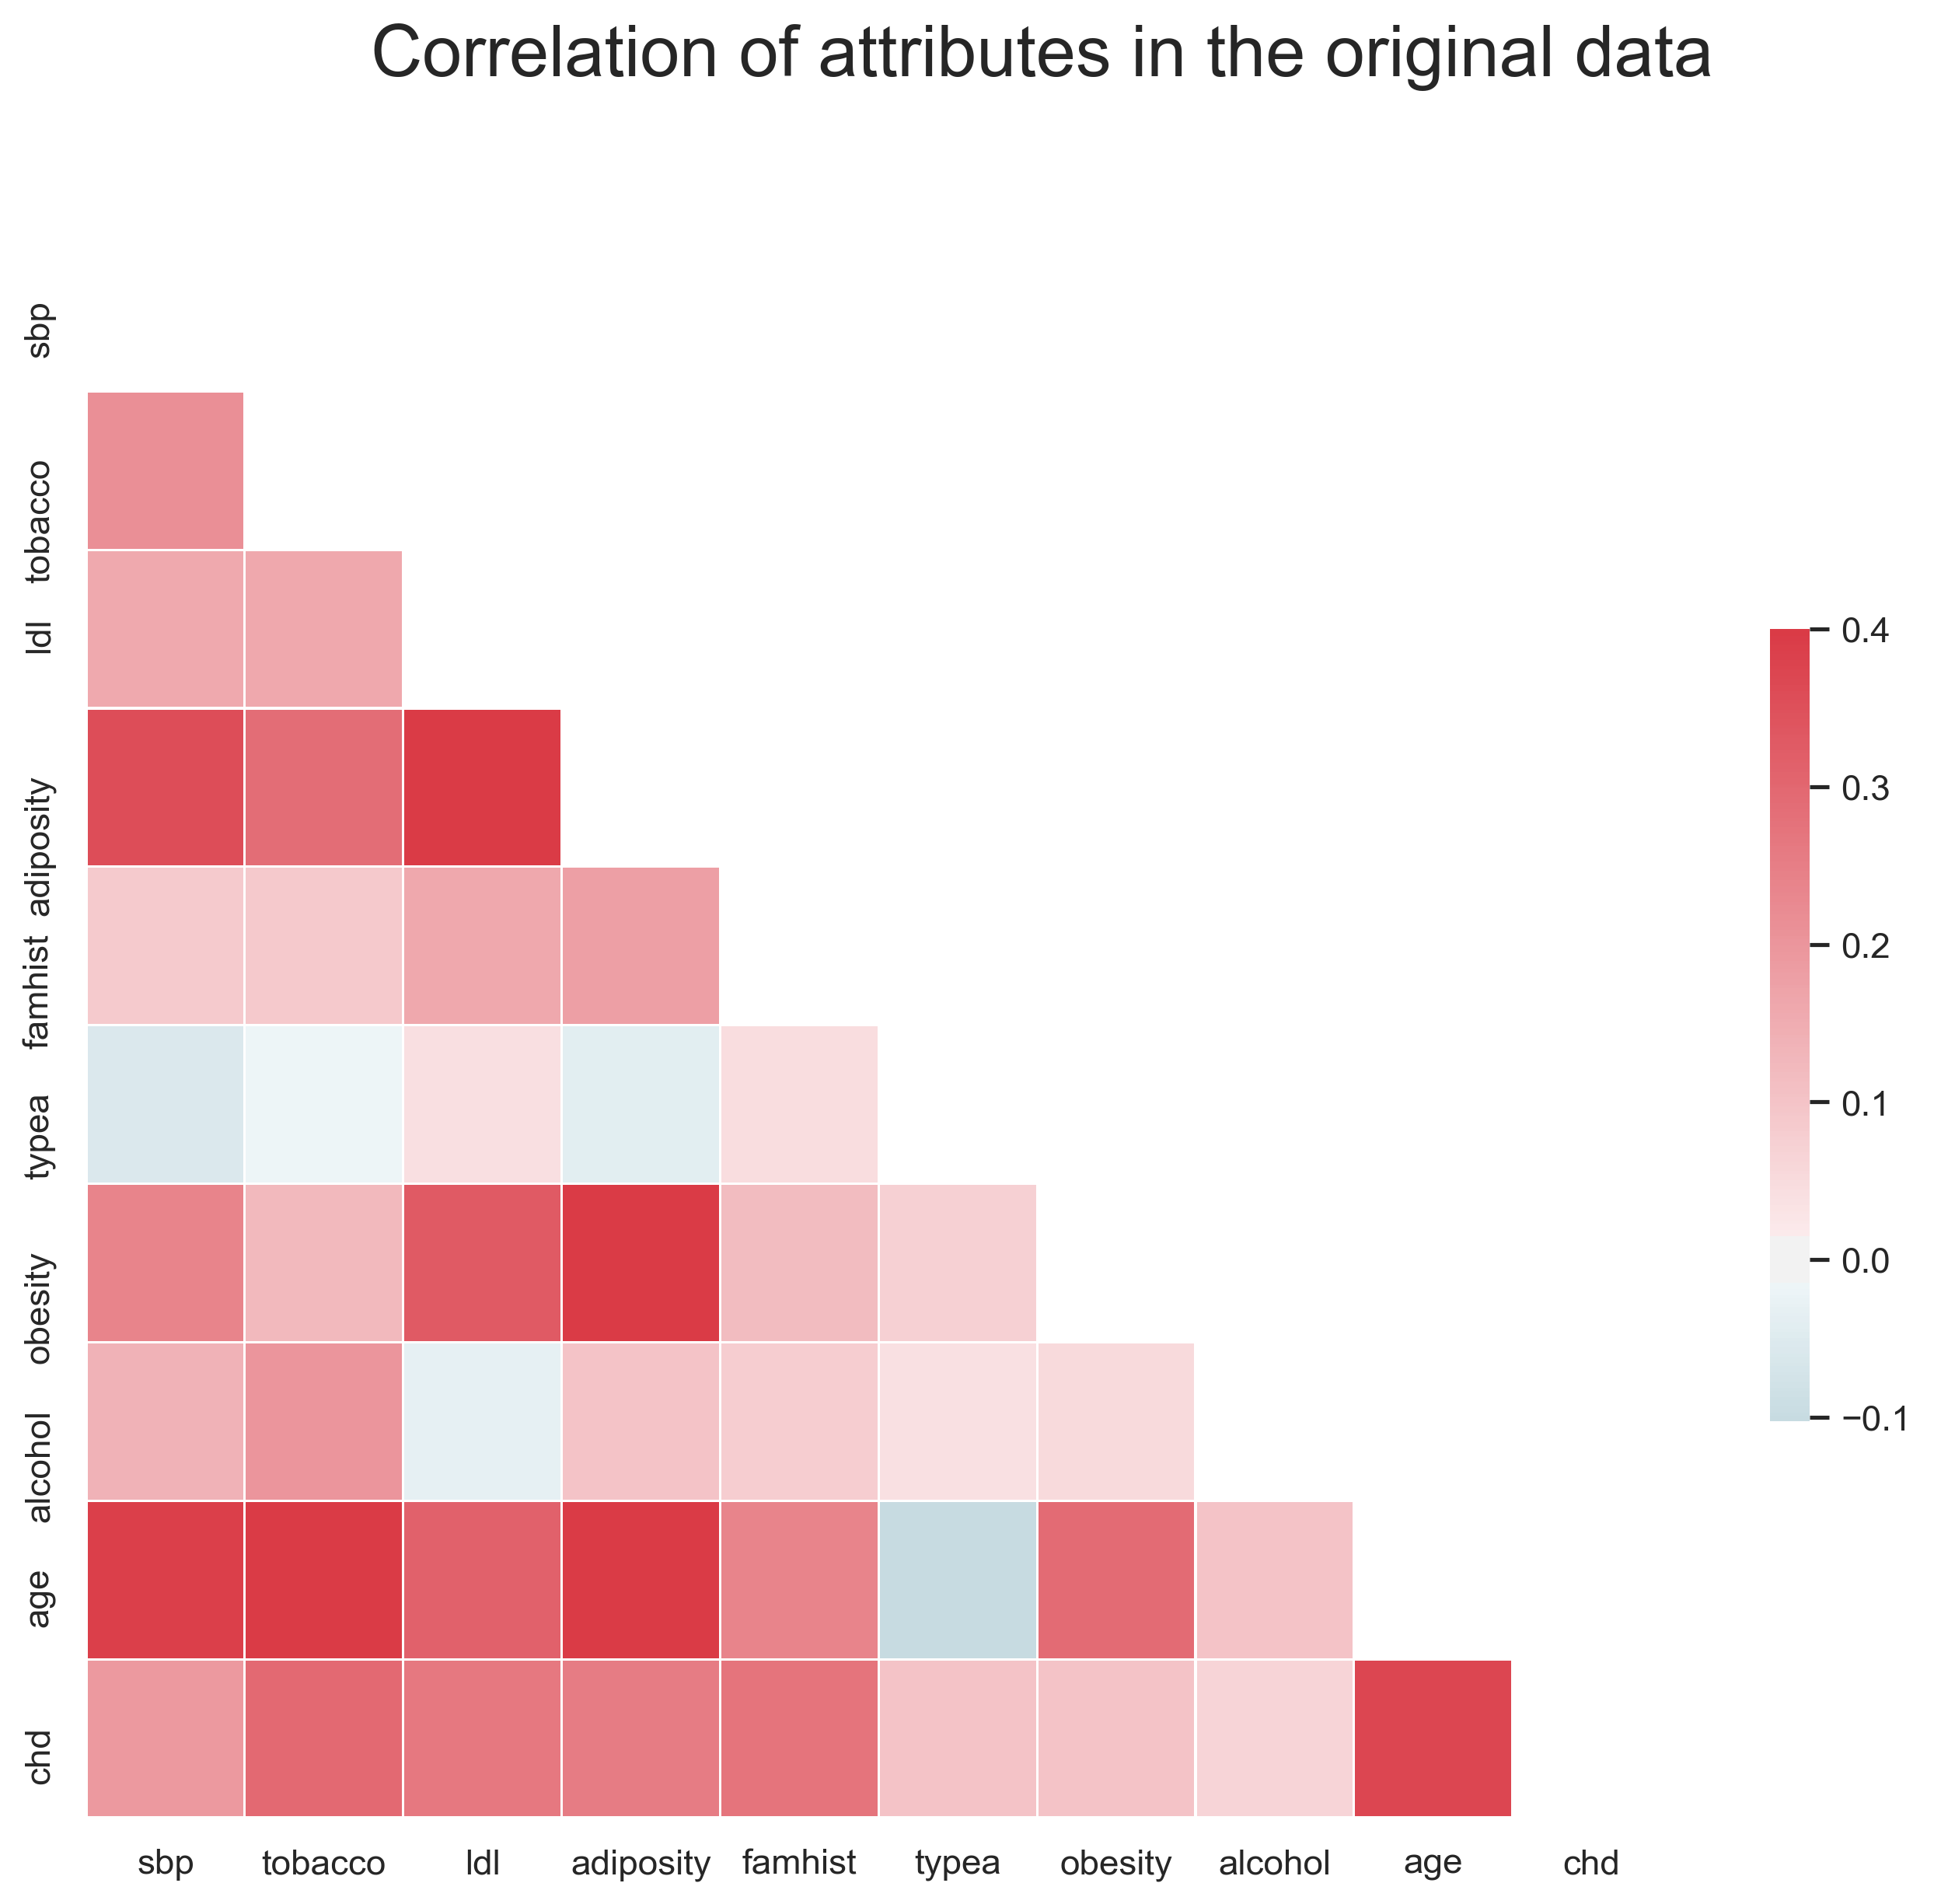 Correlation of attributes in the original data
sbp
tobacco
ldl
adiposity
famhist
typea
obesity
alcohol
age
chd
0.4
0.3
0.2
0.1
0.0
−0.1
sbp tobacco ldl adiposity famhist typea obesity alcohol age chd